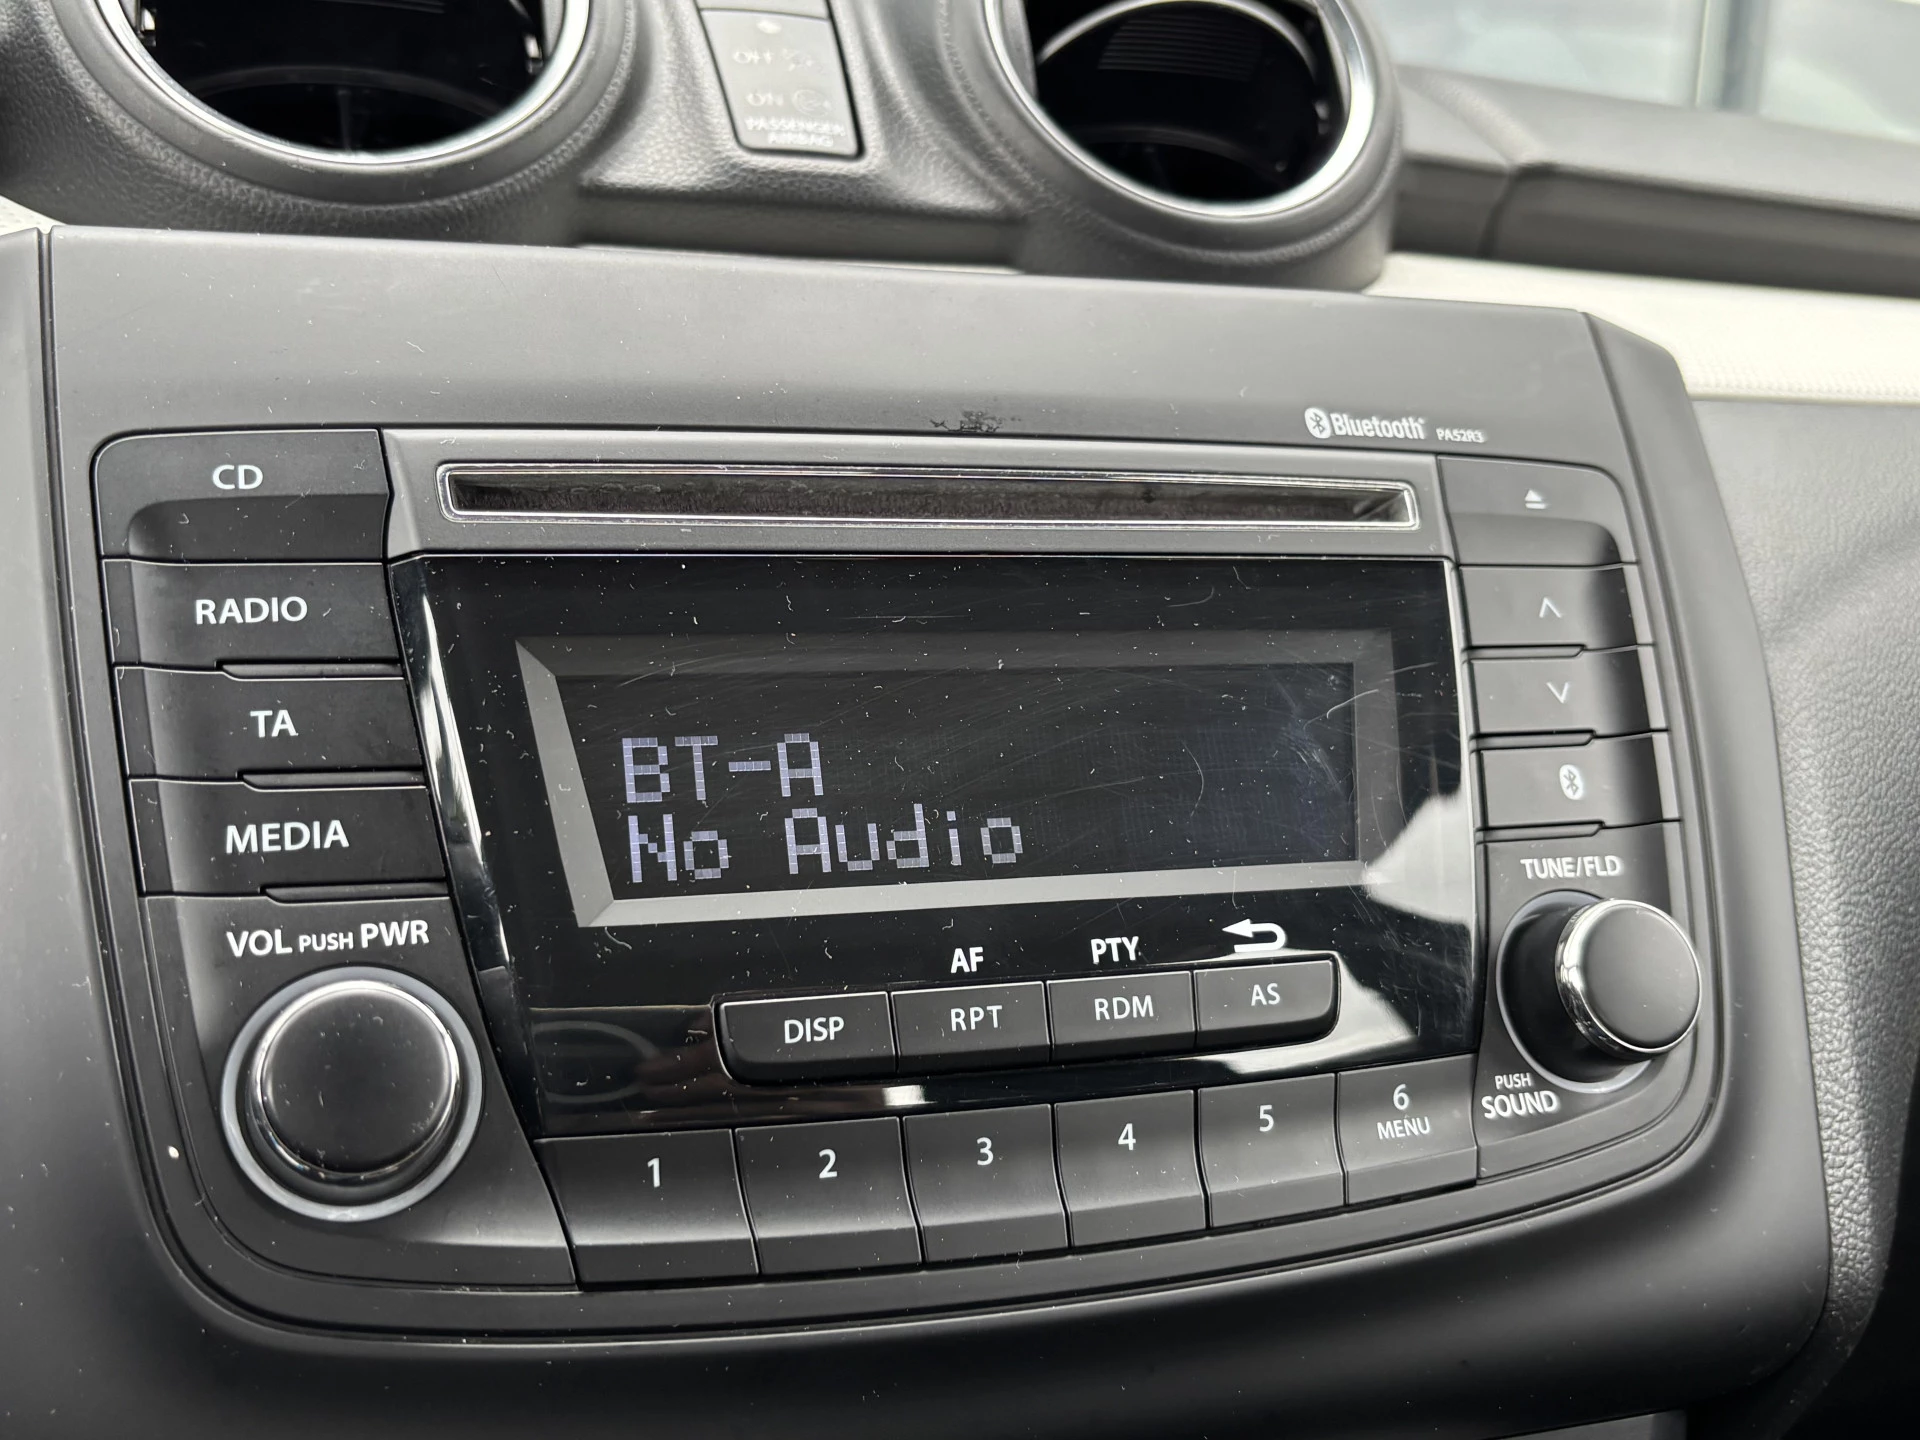 OFF
ON
PASSENGER
AIRBAG
Bluetooth PA52R3
CD
RADIO
TA
MEDIA
VOL PUSH PWR
BT-A
No Audio
AF PTY
DISP RPT RDM AS
1 2 3 4 5 6
MENU
TUNE/FLD
PUSH
SOUND